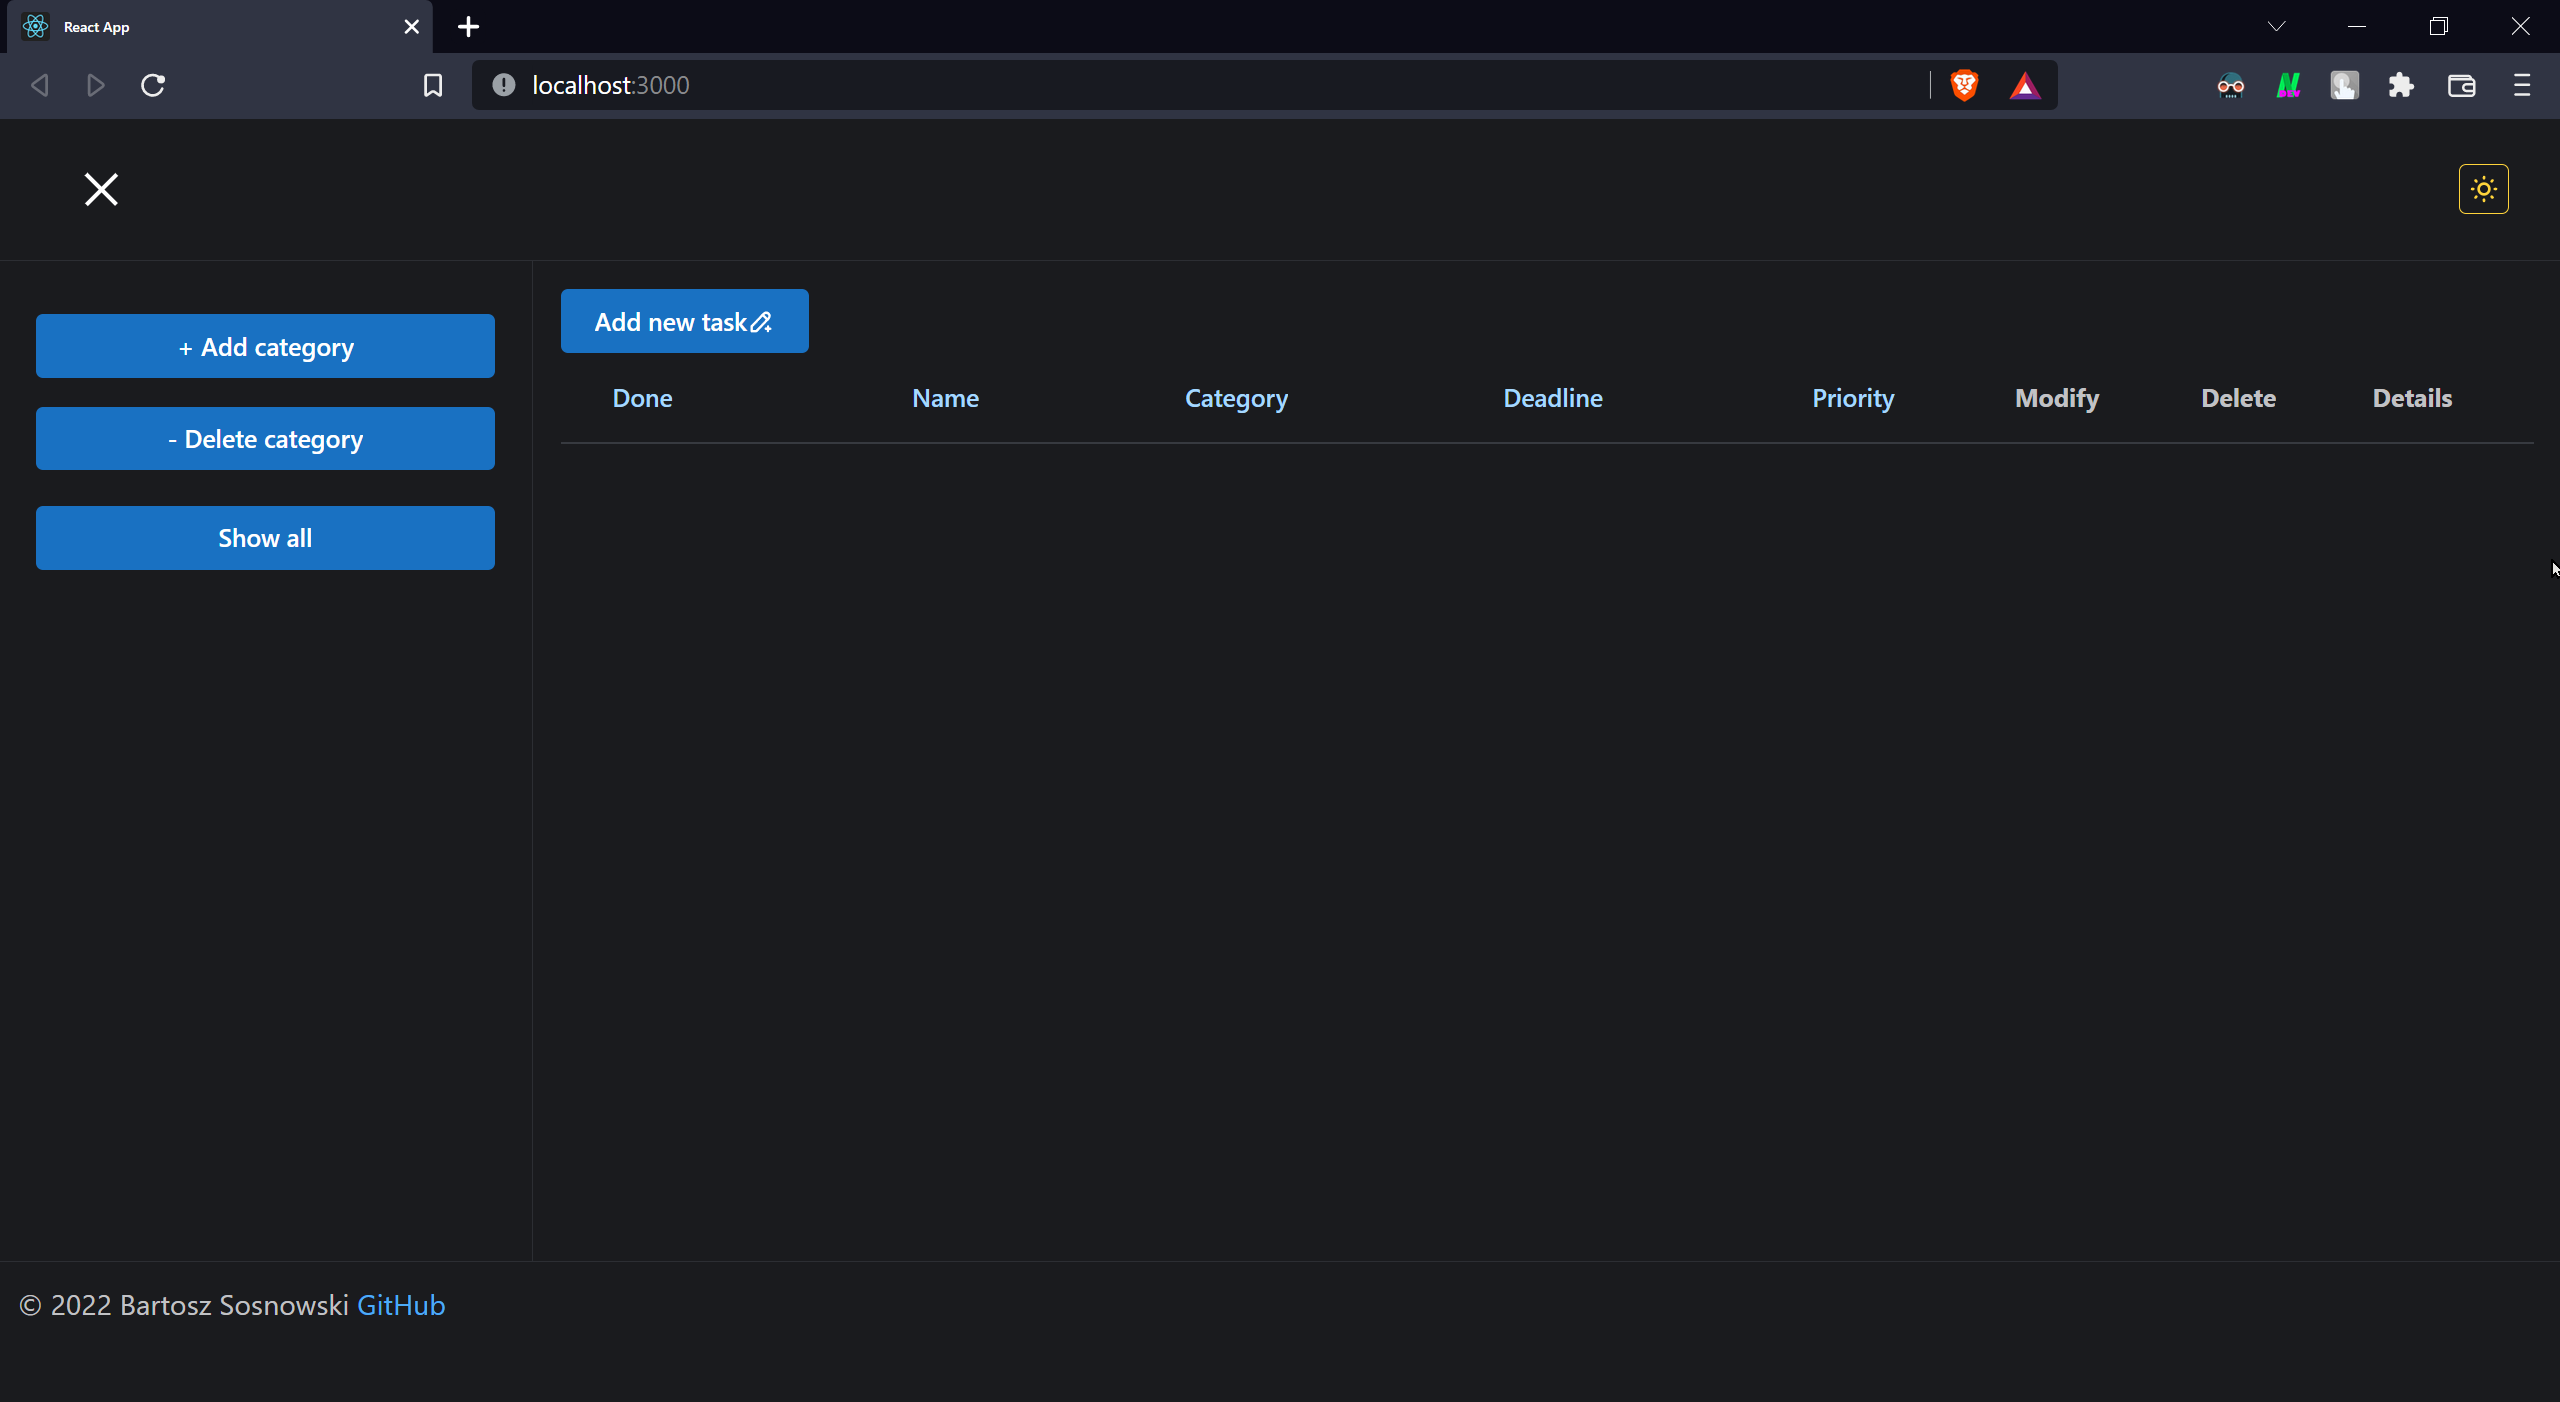 React App
localhost:3000
+ Add category
- Delete category
Show all
Add new task
Done Name Category Deadline Priority Modify Delete Details
© 2022 Bartosz Sosnowski GitHub